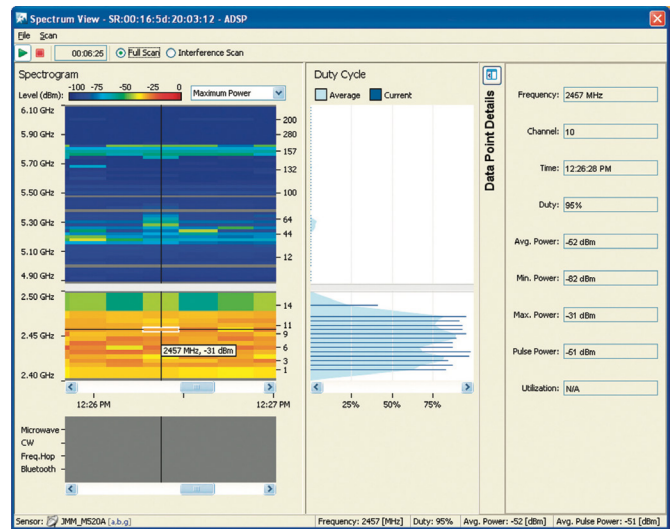 Spectrum View - SR:00:16:5d:20:03:12 - ADSP
File Scan
00:06:25 Full Scan Interference Scan
Spectrogram
Level (dBm): -100 -75 -50 -25 0 Maximum Power
6.10 GHz
5.90 GHz
5.70 GHz
5.50 GHz
5.30 GHz
5.10 GHz
4.90 GHz
200
280
157
132
100
64
44
12
2.50 GHz
2.45 GHz
2.40 GHz
14
11
9
6
3
1
2457 MHz, -31 dBm
12:26 PM 12:27 PM
Microwave
CW
Freq.Hop
Bluetooth
Duty Cycle
Average Current
25% 50% 75%
Data Point Details
Frequency: 2457 MHz
Channel: 10
Time: 12:26:28 PM
Duty: 95%
Avg. Power: -52 dBm
Min. Power: -82 dBm
Max. Power: -31 dBm
Pulse Power: -51 dBm
Utilization: N/A
Sensor: JMM_MS20A [a.b.g] Frequency: 2457 [MHz] Duty: 95% Avg. Power: -52 [dBm] Avg. Pulse Power: -51 [dBm]